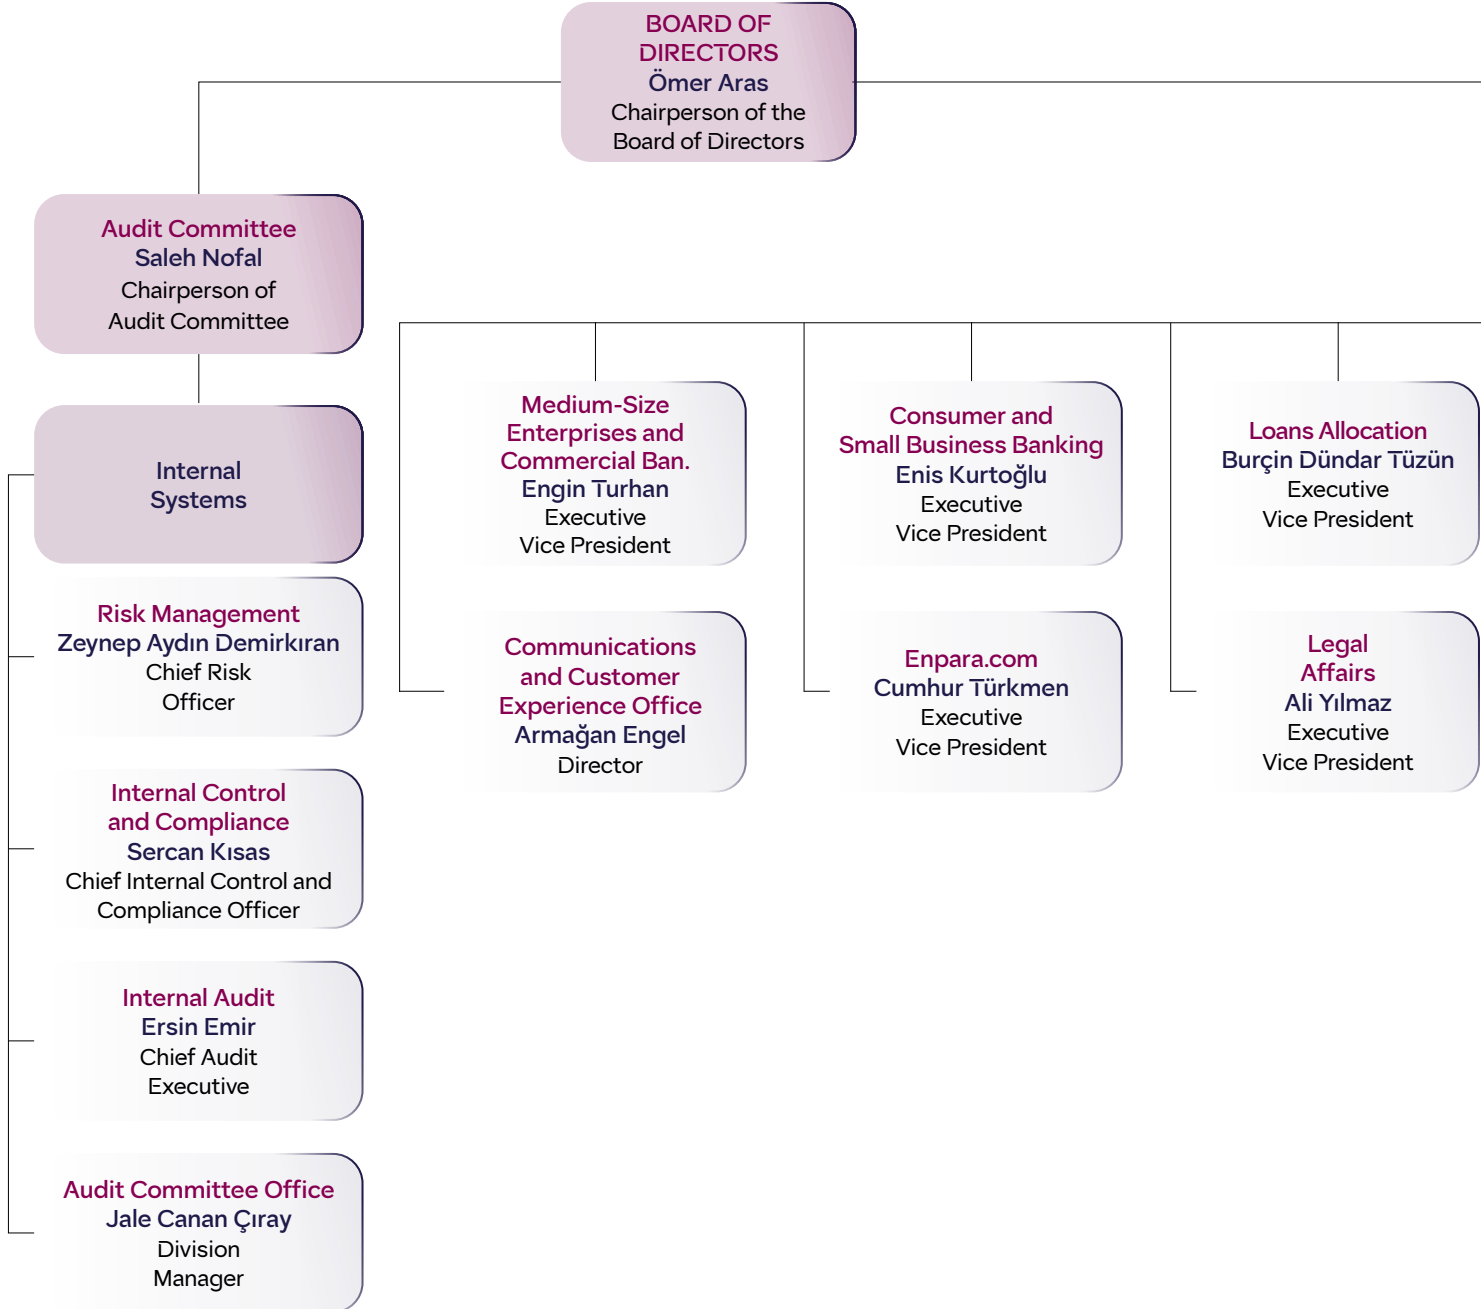 BOARD OF
DIRECTORS
Ömer Aras
Chairperson of the
Board of Directors
Audit Committee
Saleh Nofal
Chairperson of
Audit Committee
Internal
Systems
Risk Management
Zeynep Aydın Demirkıran
Chief Risk
Officer
Internal Control
and Compliance
Sercan Kısas
Chief Internal Control and
Compliance Officer
Internal Audit
Ersin Emir
Chief Audit
Executive
Audit Committee Office
Jale Canan Çıray
Division
Manager
Medium-Size
Enterprises and
Commercial Ban.
Engin Turhan
Executive
Vice President
Consumer and
Small Business Banking
Enis Kurtoğlu
Executive
Vice President
Loans Allocation
Burçin Dündar Tüzün
Executive
Vice President
Communications
and Customer
Experience Office
Armağan Engel
Director
Enpara.com
Cumhur Türkmen
Executive
Vice President
Legal
Affairs
Ali Yılmaz
Executive
Vice President